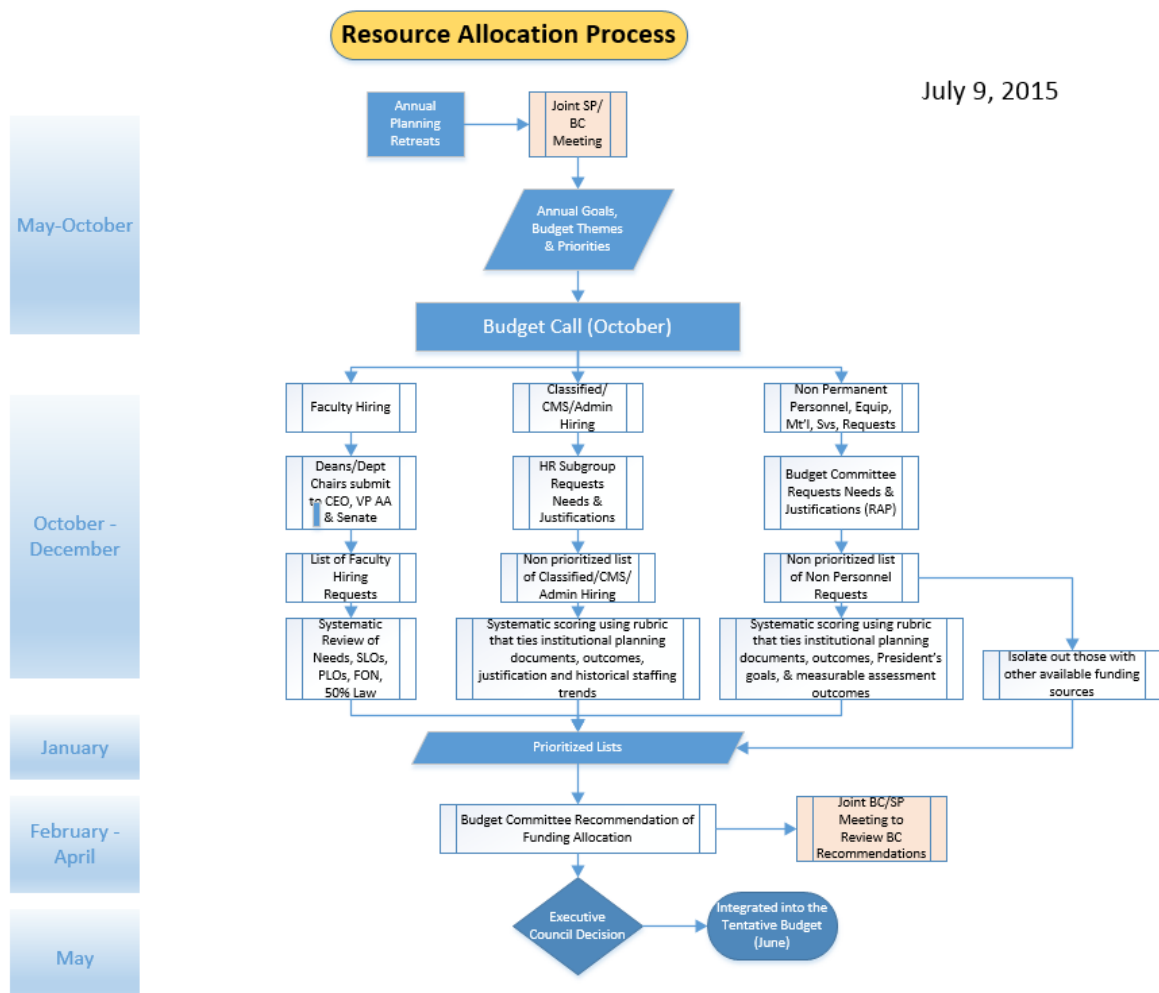 Resource Allocation Process
July 9, 2015
May-October
Annual
Planning
Retreats
Joint SP/
BC
Meeting
Annual Goals,
Budget Themes
& Priorities
Budget Call (October)
October -
December
Faculty Hiring
Classified/
CMS/Admin
Hiring
Non Permanent
Personnel, Equip,
Mt'l, Svs, Requests
Deans/Dept
Chairs submit
to CEO, VP AA
& Senate
HR Subgroup
Requests
Needs &
Justifications
Budget Committee
Requests Needs &
Justifications (RAP)
List of Faculty
Hiring
Requests
Non prioritized list
of Classified/CMS/
Admin Hiring
Non prioritized list
of Non Personnel
Requests
Systematic
Review of
Needs, SLOs,
PLOs, FON,
50% Law
Systematic scoring using rubric
that ties institutional planning
documents, outcomes,
justification and historical staffing
trends
Systematic scoring using rubric
that ties institutional planning
documents, outcomes, President's
goals, & measurable assessment
outcomes
Isolate out those with
other available funding
sources
January
Prioritized Lists
February -
April
Budget Committee Recommendation of
Funding Allocation
Joint BC/SP
Meeting to
Review BC
Recommendations
May
Executive
Council Decision
Integrated into the
Tentative Budget
(June)